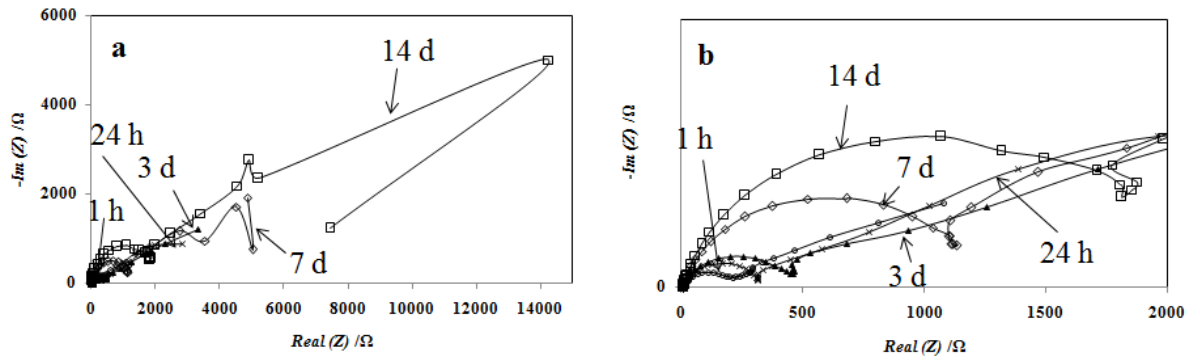 a
6000
4000
2000
0
-Im (Z) /Ω
14 d
24 h
3 d
1 h
7 d
0 2000 4000 6000 8000 10000 12000 14000
Real (Z) /Ω
b
-Im (Z) /Ω
14 d
1 h
7 d
24 h
3 d
0 500 1000 1500 2000
Real (Z) /Ω